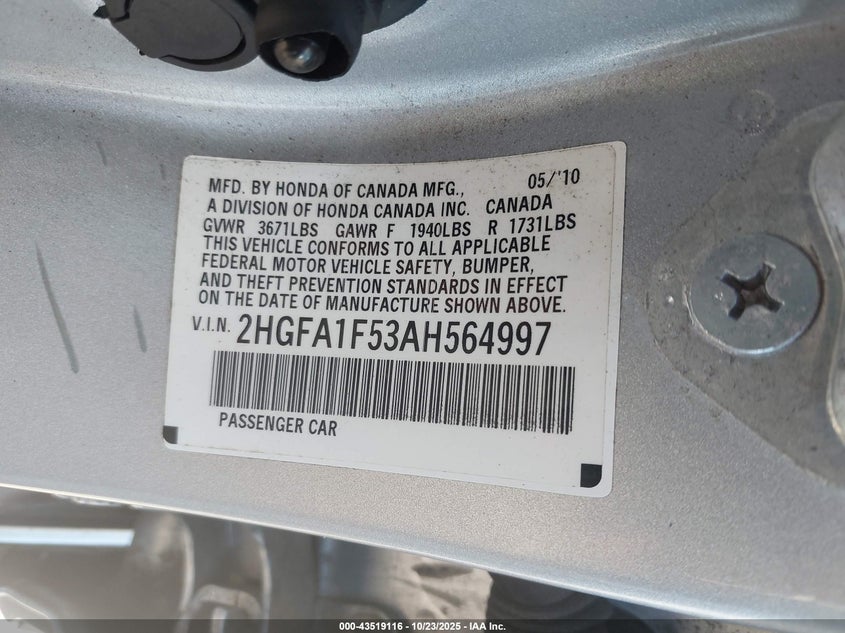 MFD. BY HONDA OF CANADA MFG., 05/'10
A DIVISION OF HONDA CANADA INC. CANADA
GVWR 3671LBS GAWR F 1940LBS R 1731LBS
THIS VEHICLE CONFORMS TO ALL APPLICABLE
FEDERAL MOTOR VEHICLE SAFETY, BUMPER,
AND THEFT PREVENTION STANDARDS IN EFFECT
ON THE DATE OF MANUFACTURE SHOWN ABOVE.
V.I.N. 2HGFA1F53AH564997
PASSENGER CAR
000-43519116 - 10/23/2025 - IAA Inc.